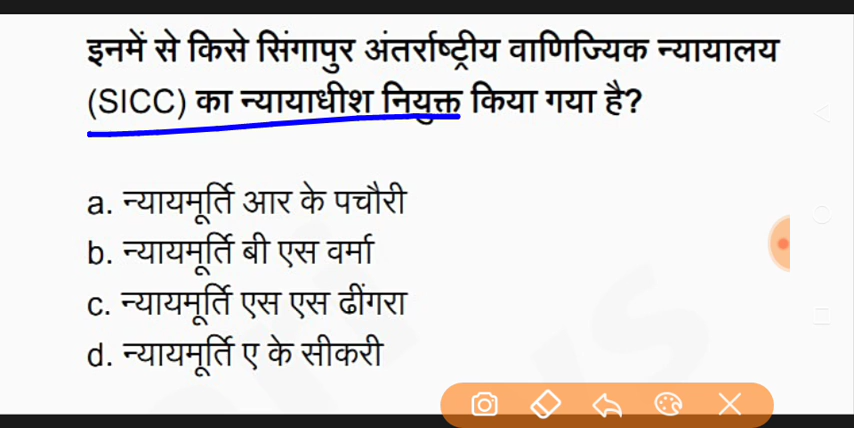 इनमें से किसे सिंगापुर अंतर्राष्ट्रीय वाणिज्यिक न्यायालय
(SICC) का न्यायाधीश नियुक्त किया गया है?
a. न्यायमूर्ति आर के पचौरी
b. न्यायमूर्ति बी एस वर्मा
c. न्यायमूर्ति एस एस ढींगरा
d. न्यायमूर्ति ए के सीकरी